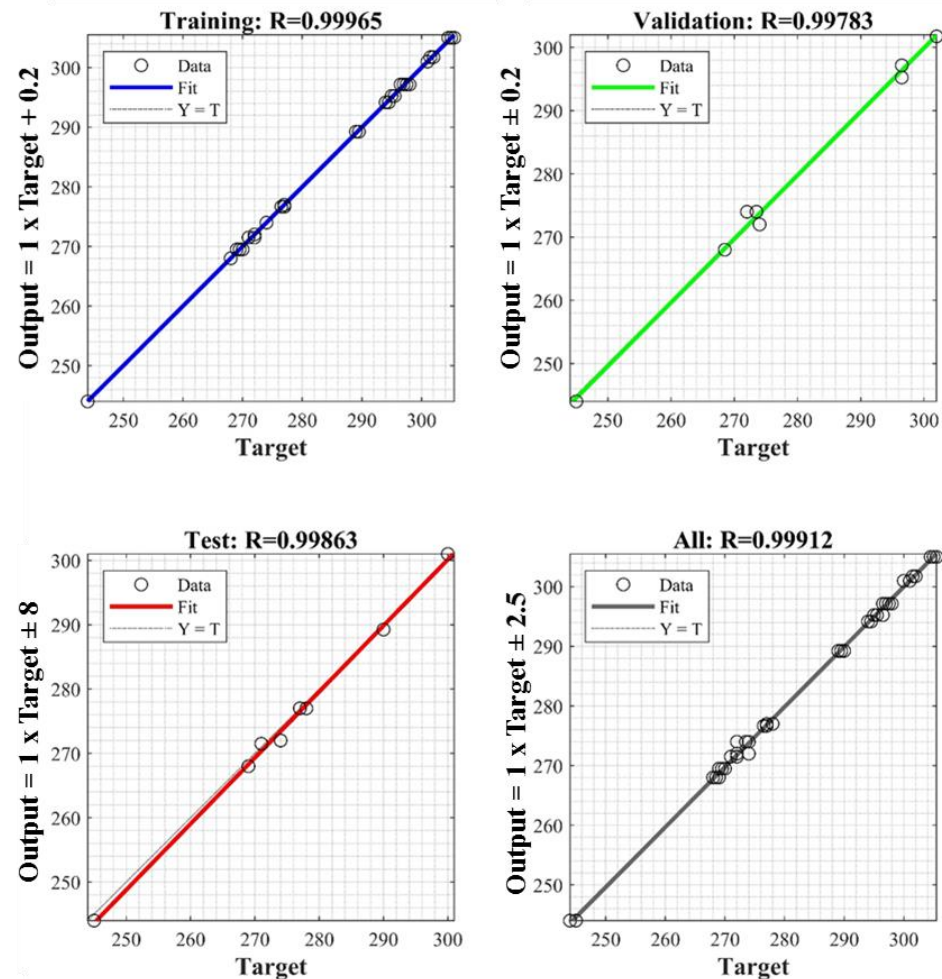 Training: R=0.99965
Output = 1 x Target + 0.2
300
290
280
270
260
250
Data
Fit
Y = T
250 260 270 280 290 300
Target
Validation: R=0.99783
Output = 1 x Target ± 0.2
300
290
280
270
260
250
Data
Fit
Y = T
250 260 270 280 290 300
Target
Test: R=0.99863
Output = 1 x Target ± 8
300
290
280
270
260
250
Data
Fit
Y = T
250 260 270 280 290 300
Target
All: R=0.99912
Output = 1 x Target ± 2.5
300
290
280
270
260
250
Data
Fit
Y = T
250 260 270 280 290 300
Target